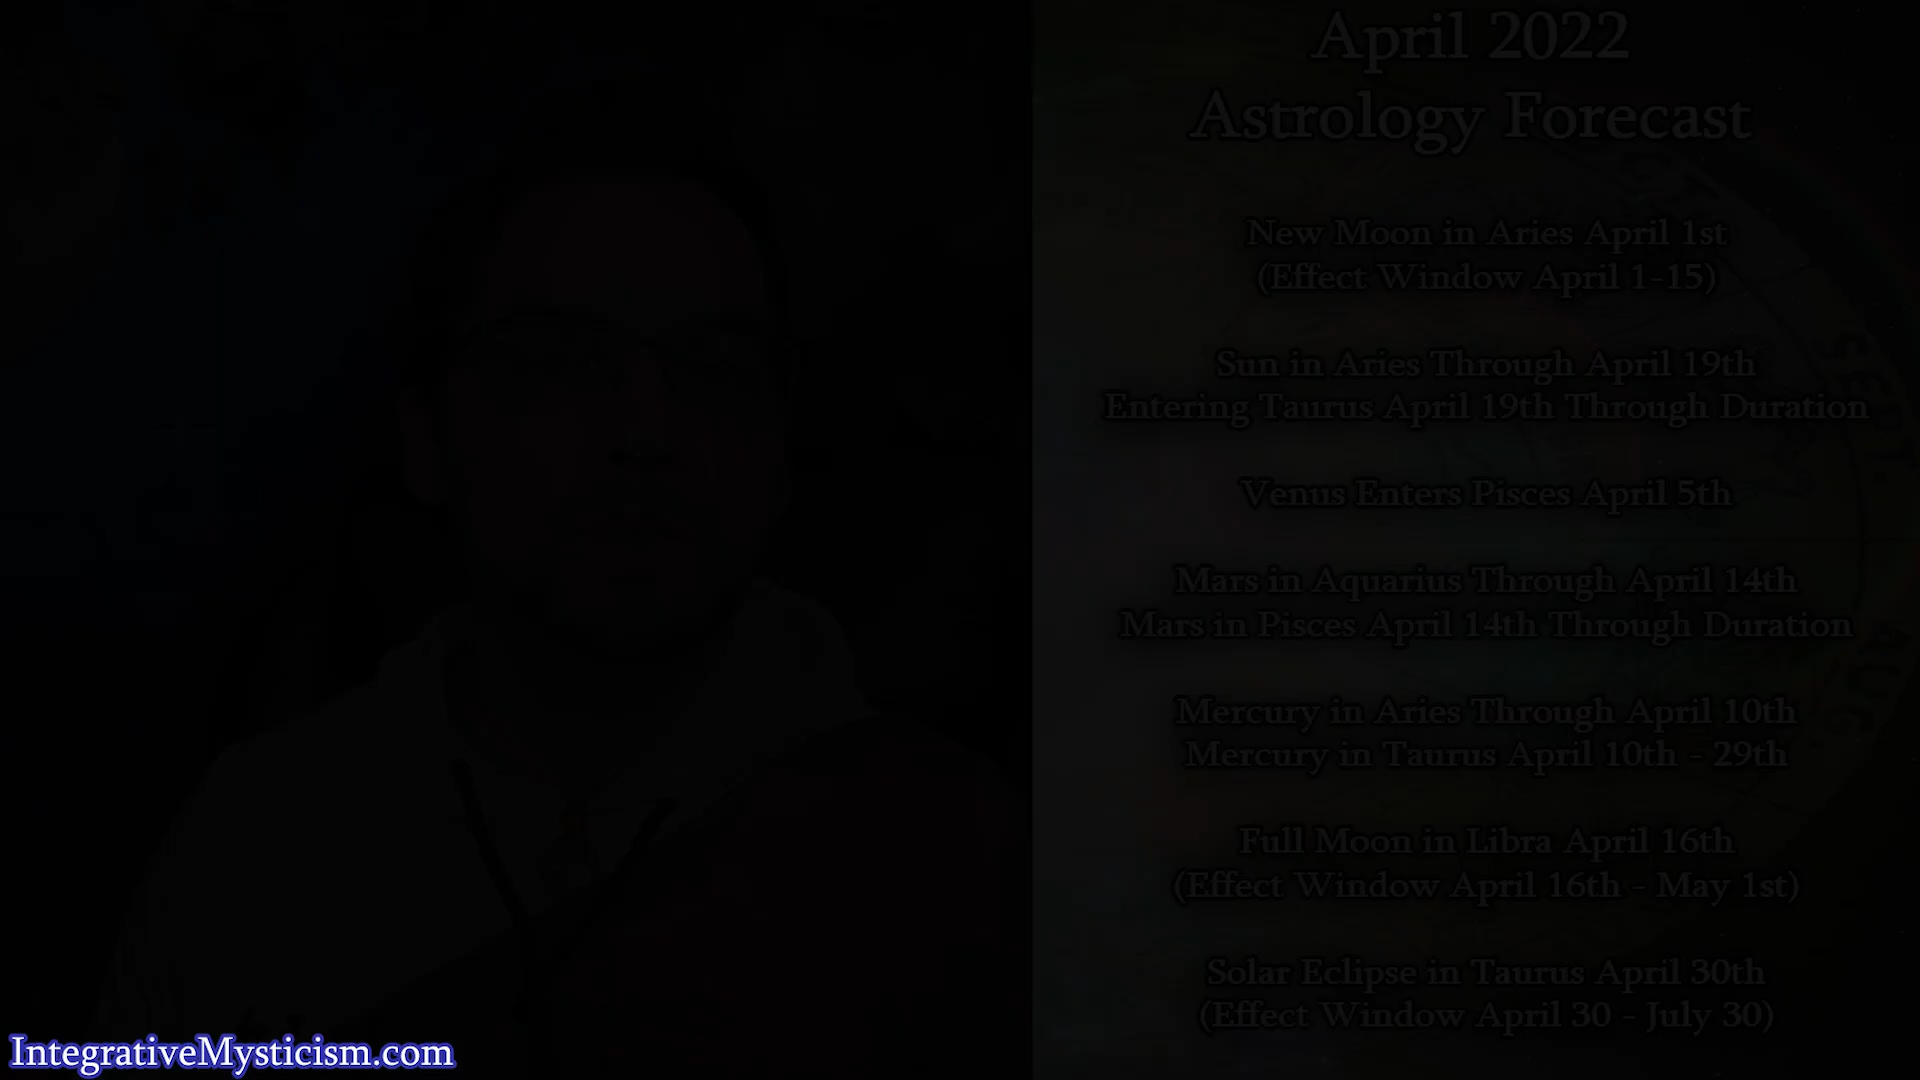 April 2022
Astrology Forecast
New Moon in Aries April 1st
(Effect Window April 1-15)
Sun in Aries Through April 19th
Entering Taurus April 19th Through Duration
Venus Enters Pisces April 5th
Mars in Aquarius Through April 14th
Mars in Pisces April 14th Through Duration
Mercury in Aries Through April 10th
Mercury in Taurus April 10th - 29th
Full Moon in Libra April 16th
(Effect Window April 16th - May 1st)
Solar Eclipse in Taurus April 30th
(Effect Window April 30 - July 30)
IntegrativeMysticism.com